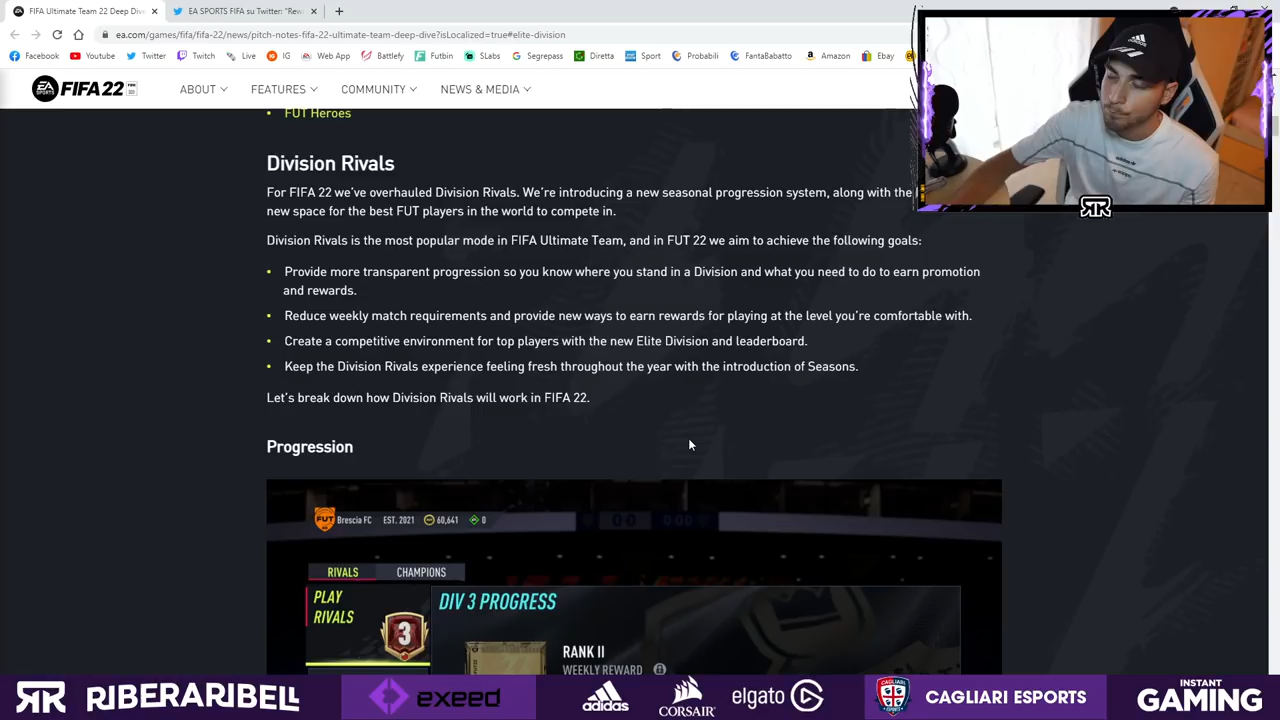 FIFA Ultimate Team 22 Deep Dive
EA SPORTS FIFA su Twitter: "Rew
ea.com/games/fifa/fifa-22/news/pitch-notes-fifa-22-ultimate-team-deep-dive?isLocalized=true#elite-division
Facebook YouTube Twitter Twitch Live IG Web App Battlefy Futbin SLabs Diretta Sport Probabili FantaBabatto Amazon Ebay
EA SPORTS FIFA 22 ABOUT FEATURES COMMUNITY NEWS & MEDIA
• FUT Heroes
Division Rivals
For FIFA 22 we've overhauled Division Rivals. We're introducing a new seasonal progression system, along with the
new space for the best FUT players in the world to compete in.
Division Rivals is the most popular mode in FIFA Ultimate Team, and in FUT 22 we aim to achieve the following goals:
• Provide more transparent progression so you know where you stand in a Division and what you need to do to earn promotion
and rewards.
• Reduce weekly match requirements and provide new ways to earn rewards for playing at the level you're comfortable with.
• Create a competitive environment for top players with the new Elite Division and leaderboard.
• Keep the Division Rivals experience feeling fresh throughout the year with the introduction of Seasons.
Let's break down how Division Rivals will work in FIFA 22.
Progression
FUT Brescia FC EST. 2021 60,641 0
RIVALS CHAMPIONS
PLAY
RIVALS
3
DIV 3 PROGRESS
RANK II
WEEKLY REWARD
RR
RR RIBERARIBELL exeed adidas CORSAIR elgato CAGLIARI ESPORTS INSTANT GAMING